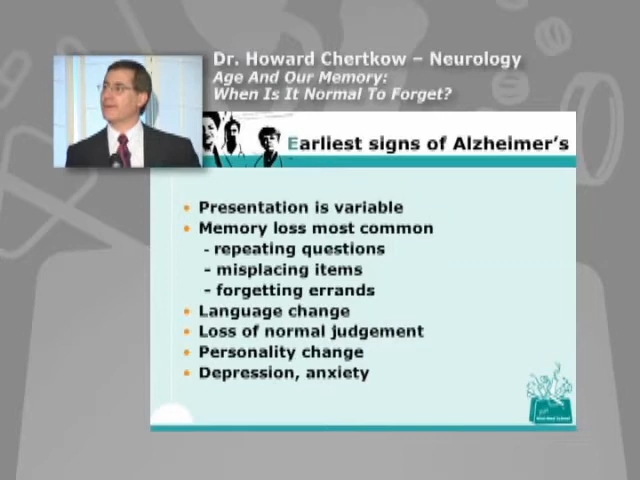 Dr. Howard Chertkow – Neurology
Age And Our Memory:
When Is It Normal To Forget?
Earliest signs of Alzheimer's
• Presentation is variable
• Memory loss most common
- repeating questions
- misplacing items
- forgetting errands
• Language change
• Loss of normal judgement
• Personality change
• Depression, anxiety